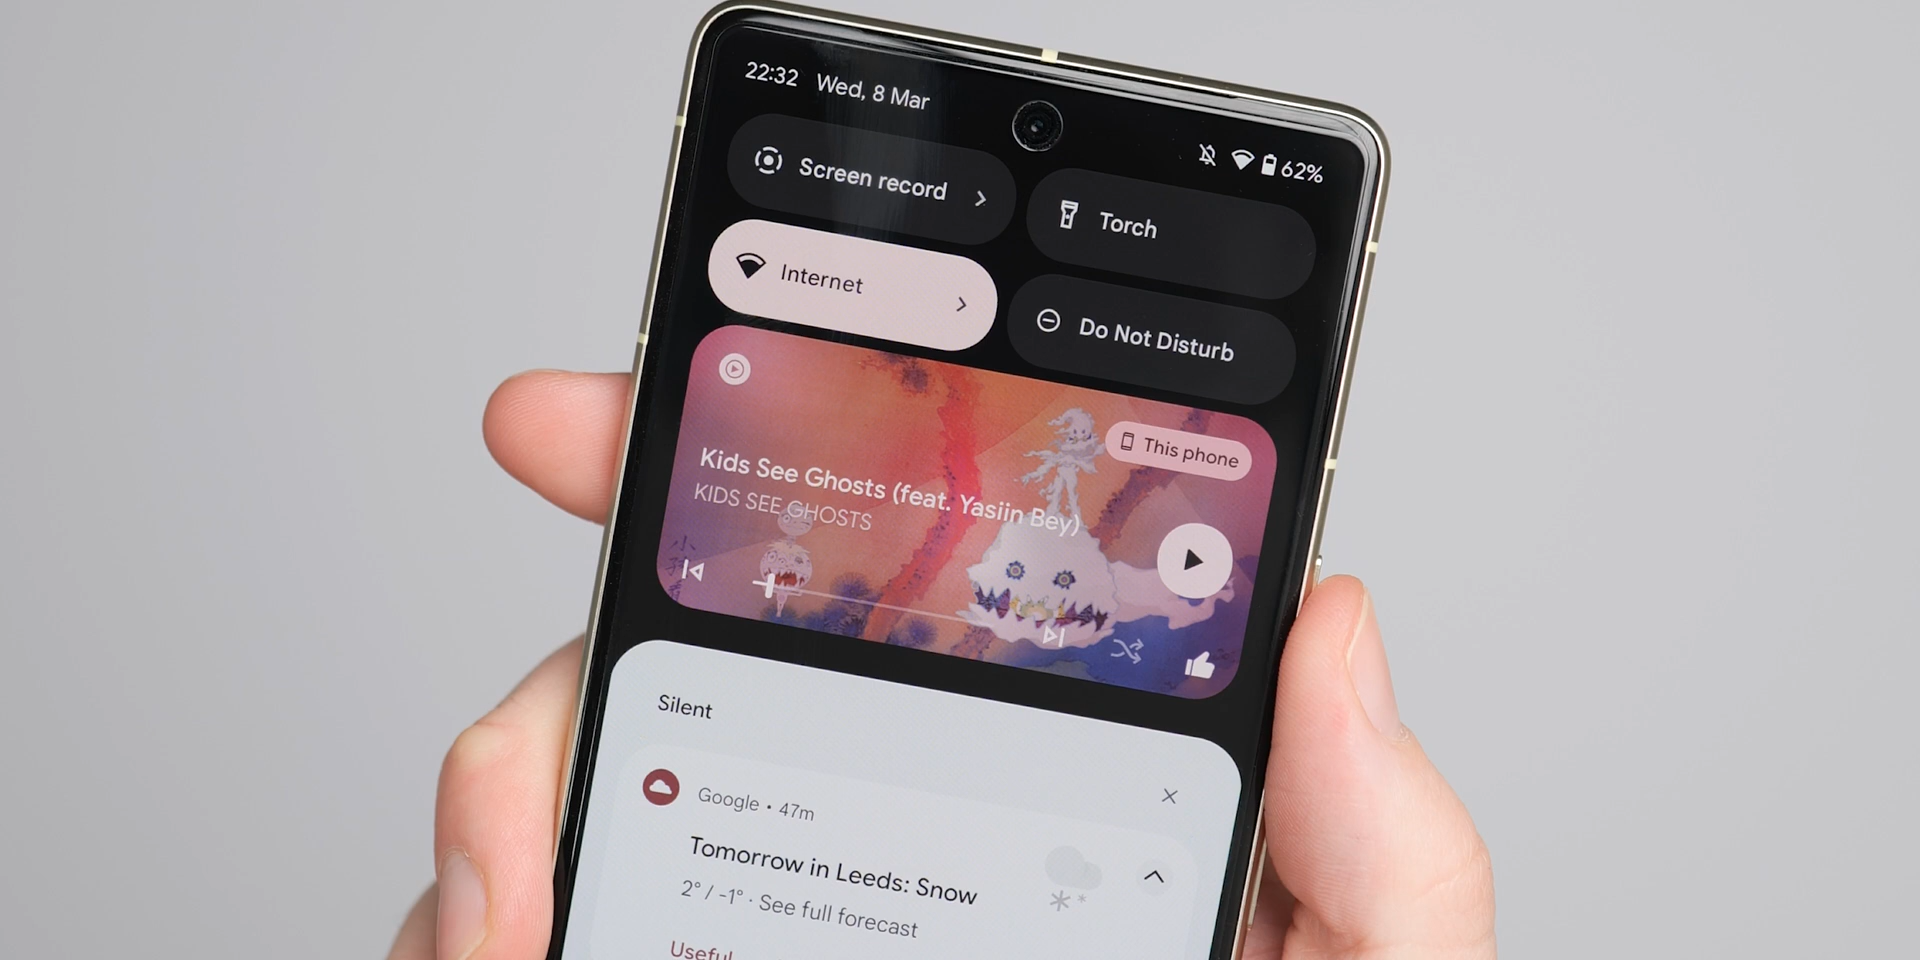 22:32 Wed, 8 Mar
62%
Screen record
Torch
Internet
Do Not Disturb
This phone
Kids See Ghosts (feat. Yasiin Bey)
KIDS SEE GHOSTS
Silent
Google • 47m
Tomorrow in Leeds: Snow
2° / -1° · See full forecast
Useful